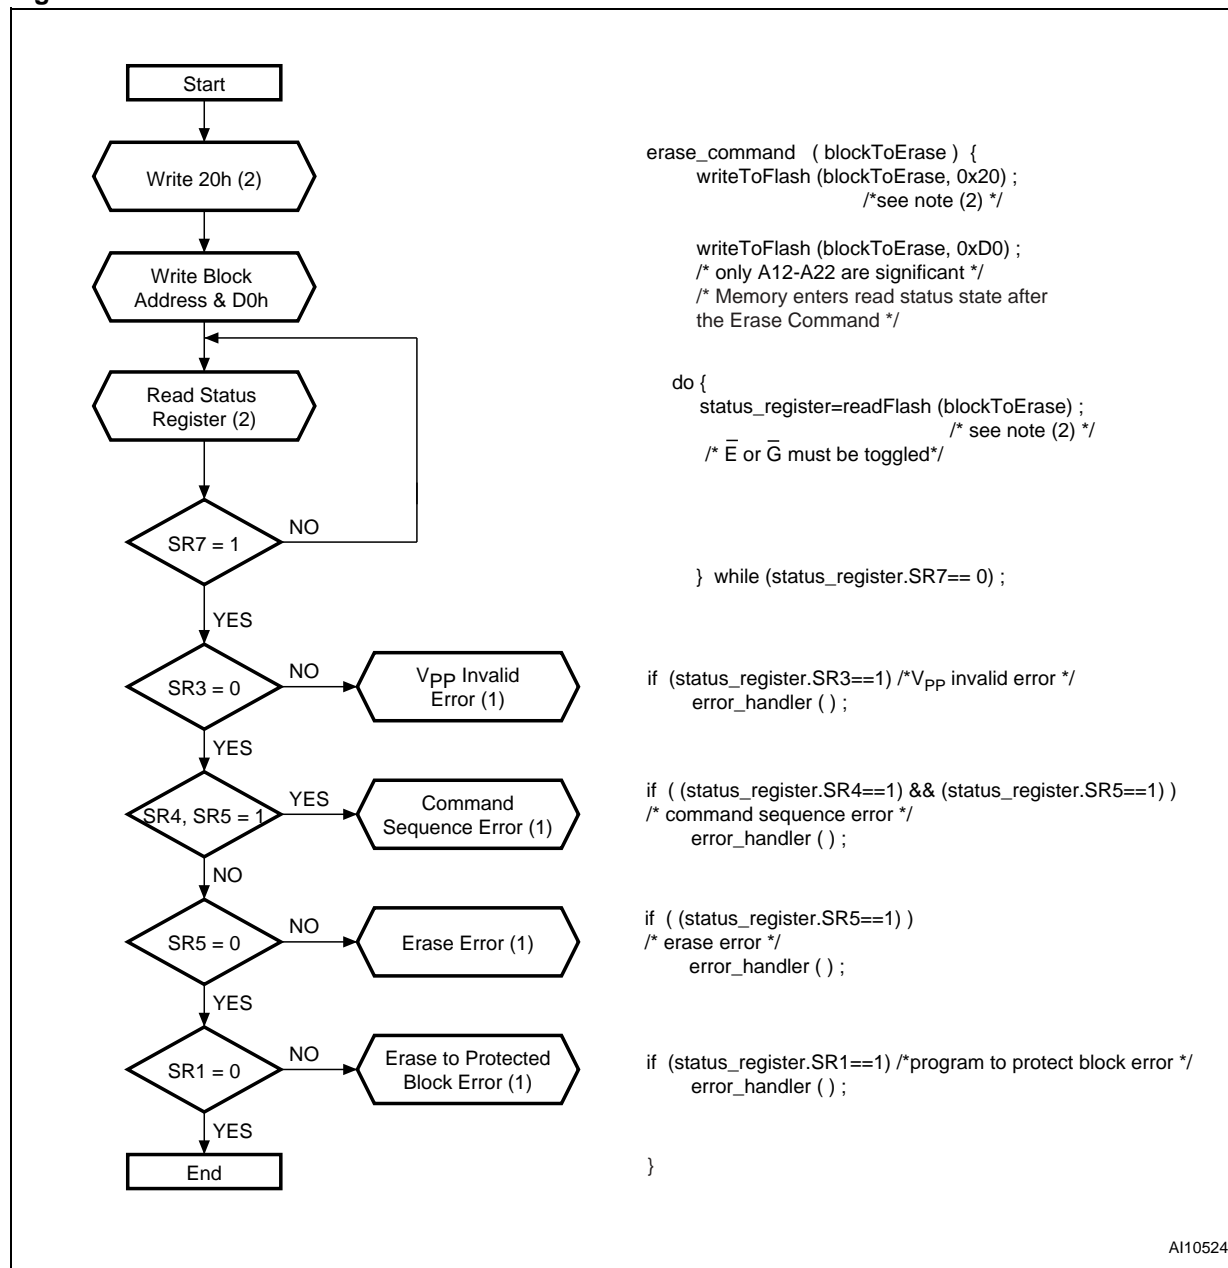 Start
Write 20h (2)
Write Block
Address & D0h
Read Status
Register (2)
SR7 = 1
NO
YES
SR3 = 0
NO
VPP Invalid
Error (1)
YES
SR4, SR5 = 1
YES
Command
Sequence Error (1)
NO
SR5 = 0
NO
Erase Error (1)
YES
SR1 = 0
NO
Erase to Protected
Block Error (1)
YES
End
erase_command ( blockToErase ) {
writeToFlash (blockToErase, 0x20) ;
/*see note (2) */
writeToFlash (blockToErase, 0xD0) ;
/* only A12-A22 are significant */
/* Memory enters read status state after
the Erase Command */
do {
status_register=readFlash (blockToErase) ;
/* see note (2) */
/* E̅ or G̅ must be toggled*/
} while (status_register.SR7== 0) ;
if (status_register.SR3==1) /*VPP invalid error */
error_handler ( ) ;
if ( (status_register.SR4==1) && (status_register.SR5==1) )
/* command sequence error */
error_handler ( ) ;
if ( (status_register.SR5==1) )
/* erase error */
error_handler ( ) ;
if (status_register.SR1==1) /*program to protect block error */
error_handler ( ) ;
}
AI10524